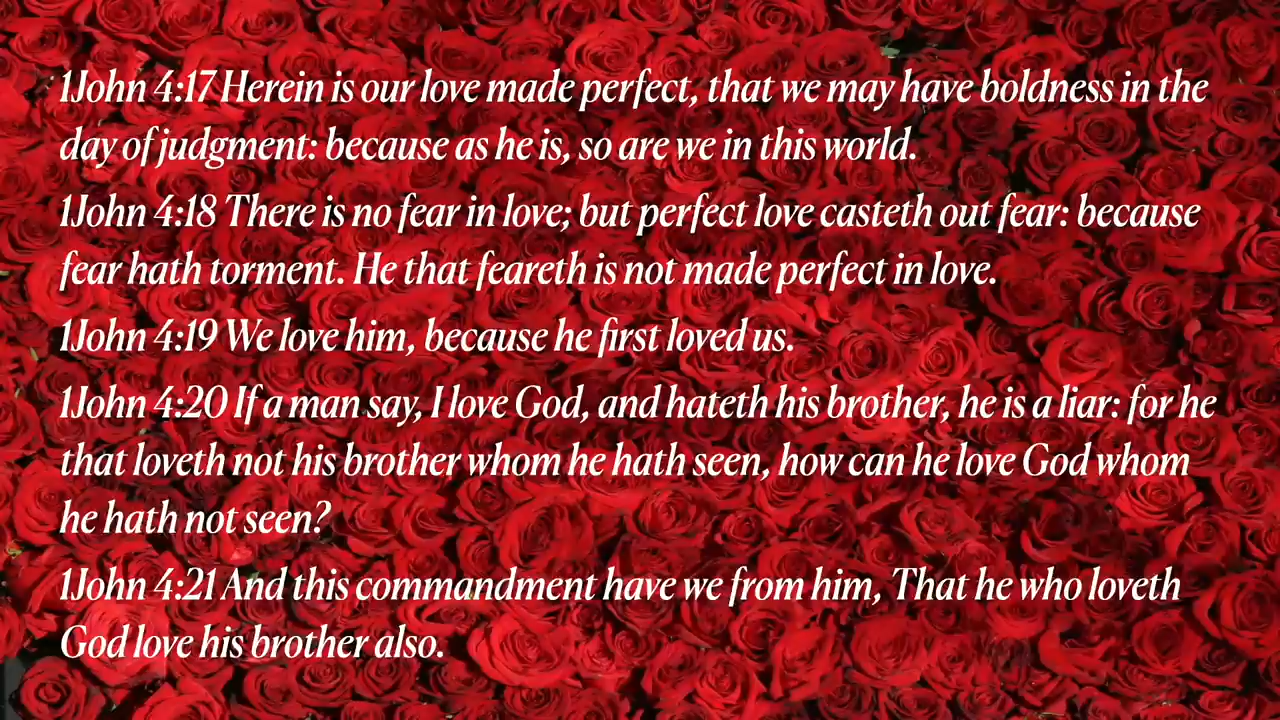 1John 4:17 Herein is our love made perfect, that we may have boldness in the
day of judgment: because as he is, so are we in this world.
1John 4:18 There is no fear in love; but perfect love casteth out fear: because
fear hath torment. He that feareth is not made perfect in love.
1John 4:19 We love him, because he first loved us.
1John 4:20 If a man say, I love God, and hateth his brother, he is a liar: for he
that loveth not his brother whom he hath seen, how can he love God whom
he hath not seen?
1John 4:21 And this commandment have we from him, That he who loveth
God love his brother also.